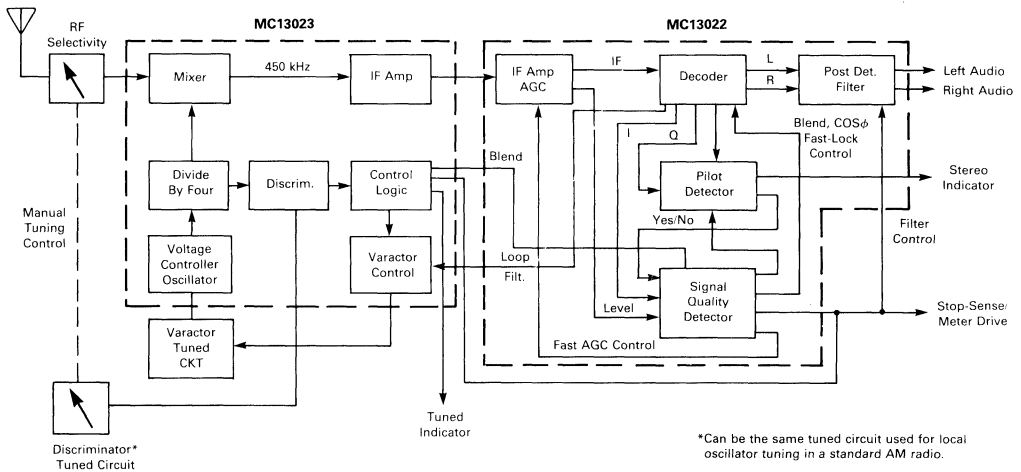 MC13023
MC13022
RF
Selectivity
Mixer
450 kHz
IF Amp
IF Amp
AGC
IF
Decoder
L
R
Post Det.
Filter
Left Audio
Right Audio
I
Q
Blend, COSϕ
Fast-Lock
Control
Blend
Divide
By Four
Discrim.
Control
Logic
Pilot
Detector
Stereo
Indicator
Manual
Tuning
Control
Yes/No
Filter
Control
Voltage
Controller
Oscillator
Varactor
Control
Loop
Filt.
Signal
Quality
Detector
Level
Stop-Sense/
Meter Drive
Varactor
Tuned
CKT
Fast AGC Control
Tuned
Indicator
Discriminator*
Tuned Circuit
*Can be the same tuned circuit used for local
oscillator tuning in a standard AM radio.